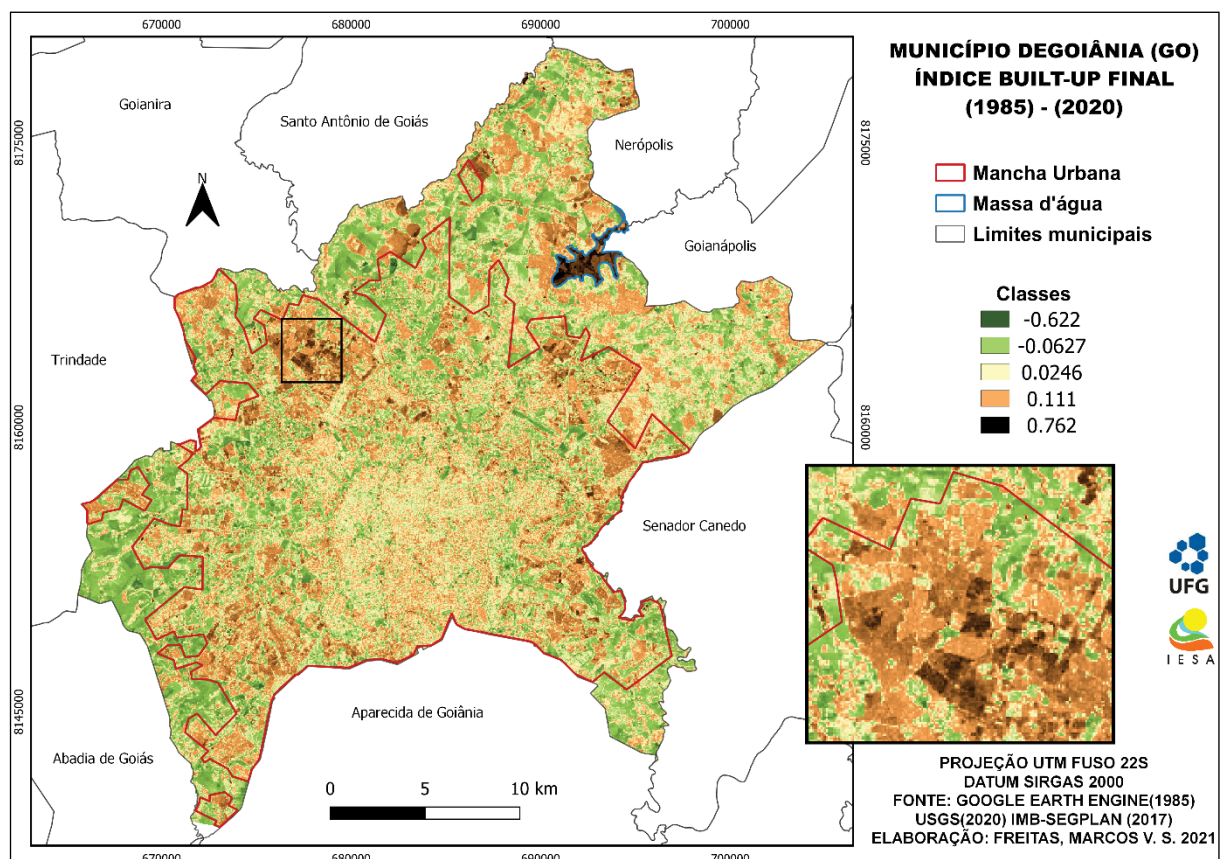 670000 680000 690000 700000
MUNICÍPIO DEGOIÂNIA (GO)
ÍNDICE BUILT-UP FINAL
(1985) - (2020)
Goianira
Santo Antônio de Goiás
Nerópolis
8175000
8175000
N
Mancha Urbana
Massa d'água
Limites municipais
Goianápolis
Classes
-0.622
-0.0627
0.0246
0.111
0.762
Trindade
8160000
8160000
Senador Canedo
UFG
IESA
Aparecida de Goiânia
8145000
Abadia de Goiás
0 5 10 km
PROJEÇÃO UTM FUSO 22S
DATUM SIRGAS 2000
FONTE: GOOGLE EARTH ENGINE(1985)
USGS(2020) IMB-SEGPLAN (2017)
ELABORAÇÃO: FREITAS, MARCOS V. S. 2021
670000 680000 690000 700000